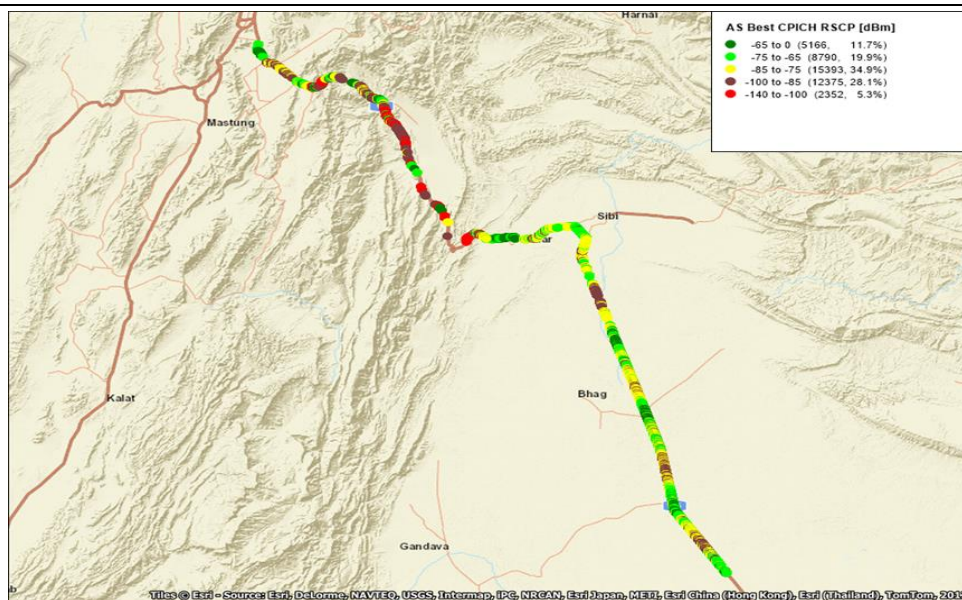 Harnai
AS Best CPICH RSCP [dBm]
-65 to 0 (5166, 11.7%)
-75 to -65 (8790, 19.9%)
-85 to -75 (15393, 34.9%)
-100 to -85 (12375, 28.1%)
-140 to -100 (2352, 5.3%)
Mastung
Sibi
Bhag
Kalat
Gandava
Tiles © Esri - Source: Esri, DeLorme, NAVTEQ, USGS, Intermap, iPC, NRCAN, Esri Japan, METI, Esri China (Hong Kong), Esri (Thailand), TomTom,